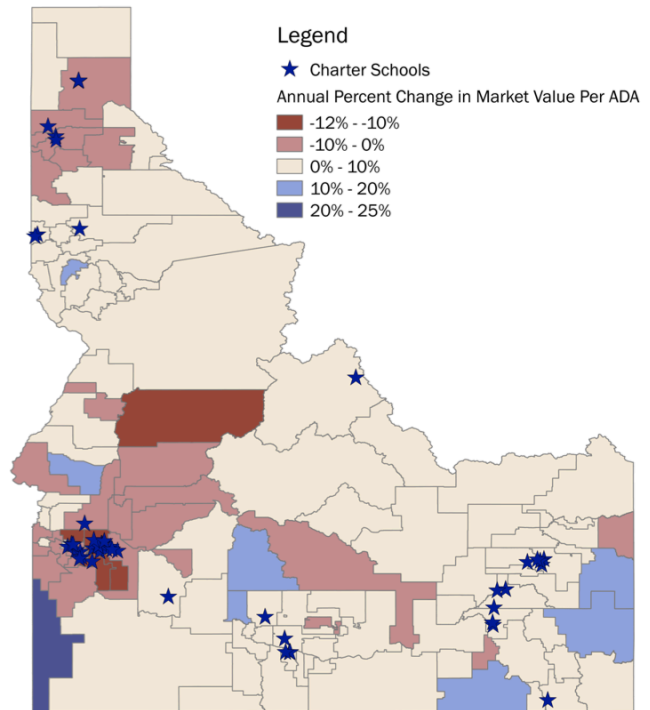 Legend
Charter Schools
Annual Percent Change in Market Value Per ADA
-12% - -10%
-10% - 0%
0% - 10%
10% - 20%
20% - 25%